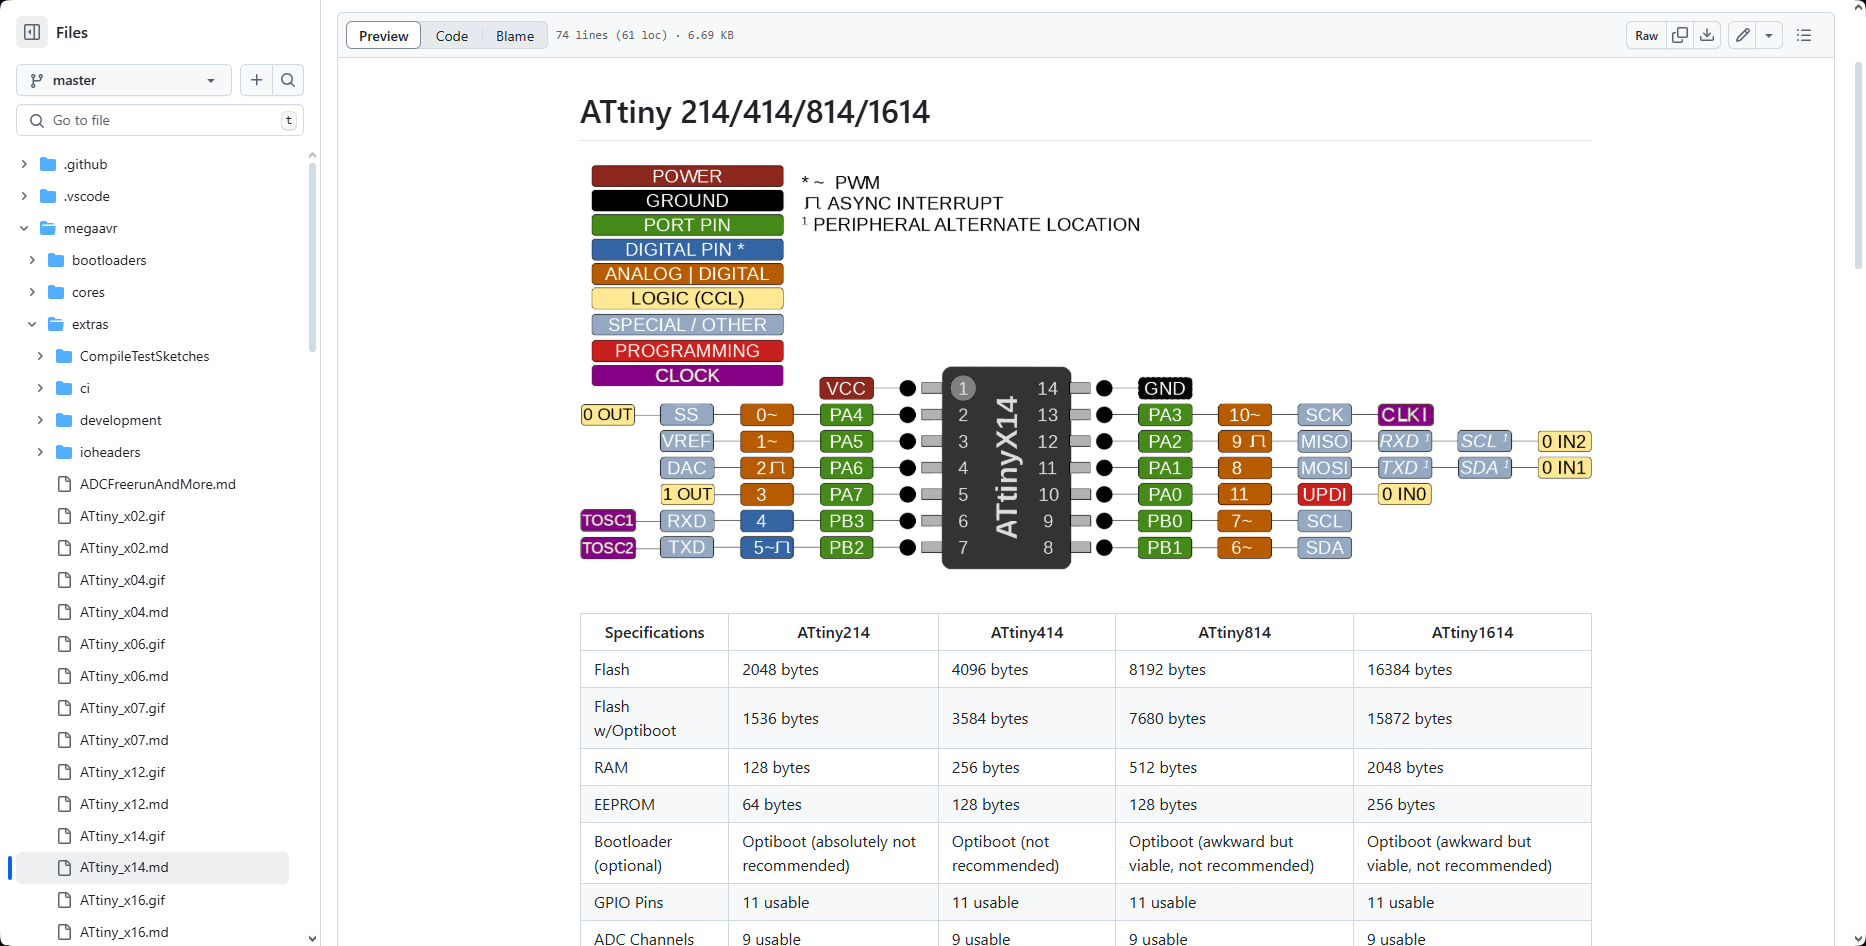 Files
master
Go to file
t
.github
.vscode
megaavr
bootloaders
cores
extras
CompileTestSketches
ci
development
ioheaders
ADCFreerunAndMore.md
ATtiny_x02.gif
ATtiny_x02.md
ATtiny_x04.gif
ATtiny_x04.md
ATtiny_x06.gif
ATtiny_x06.md
ATtiny_x07.gif
ATtiny_x07.md
ATtiny_x12.gif
ATtiny_x12.md
ATtiny_x14.gif
ATtiny_x14.md
ATtiny_x16.gif
ATtiny_x16.md
Preview Code Blame 74 lines (61 loc) · 6.69 KB Raw
ATtiny 214/414/814/1614
POWER
GROUND
PORT PIN
DIGITAL PIN *
ANALOG | DIGITAL
LOGIC (CCL)
SPECIAL / OTHER
PROGRAMMING
CLOCK
* ~ PWM
ASYNC INTERRUPT
¹ PERIPHERAL ALTERNATE LOCATION
VCC 1 14 GND
0 OUT SS 0~ PA4 2 13 PA3 10~ SCK CLKI
VREF 1~ PA5 3 12 PA2 9 MISO RXD ¹ SCL ¹ 0 IN2
DAC 2 PA6 4 11 PA1 8 MOSI TXD ¹ SDA ¹ 0 IN1
1 OUT 3 PA7 5 10 PA0 11 UPDI 0 IN0
TOSC1 RXD 4 PB3 6 9 PB0 7~ SCL
TOSC2 TXD 5~ PB2 7 8 PB1 6~ SDA
ATtinyX14
Specifications ATtiny214 ATtiny414 ATtiny814 ATtiny1614
Flash 2048 bytes 4096 bytes 8192 bytes 16384 bytes
Flash w/Optiboot 1536 bytes 3584 bytes 7680 bytes 15872 bytes
RAM 128 bytes 256 bytes 512 bytes 2048 bytes
EEPROM 64 bytes 128 bytes 128 bytes 256 bytes
Bootloader (optional) Optiboot (absolutely not recommended) Optiboot (not recommended) Optiboot (awkward but viable, not recommended) Optiboot (awkward but viable, not recommended)
GPIO Pins 11 usable 11 usable 11 usable 11 usable
ADC Channels 9 usable 9 usable 9 usable 9 usable